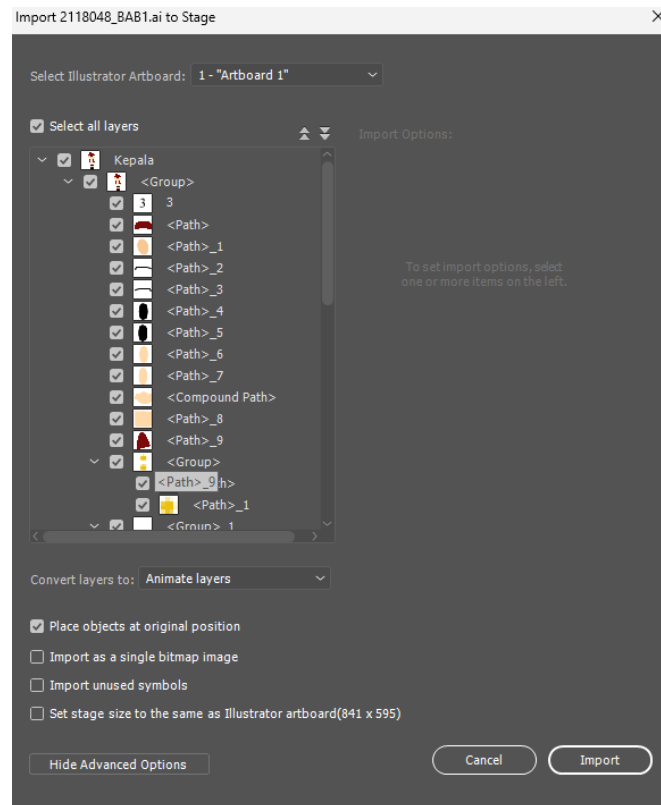 Import 2118048_BAB1.ai to Stage
Select Illustrator Artboard: 1 - "Artboard 1"
Select all layers
Import Options:
Kepala
<Group>
3 3
<Path>
<Path>_1
<Path>_2
<Path>_3
To set import options, select
one or more items on the left.
<Path>_4
<Path>_5
<Path>_6
<Path>_7
<Compound Path>
<Path>_8
<Path>_9
<Group>
<Path>_9
<Path>_1
<Group>_1
Convert layers to: Animate layers
Place objects at original position
Import as a single bitmap image
Import unused symbols
Set stage size to the same as Illustrator artboard(841 x 595)
Hide Advanced Options
Cancel
Import